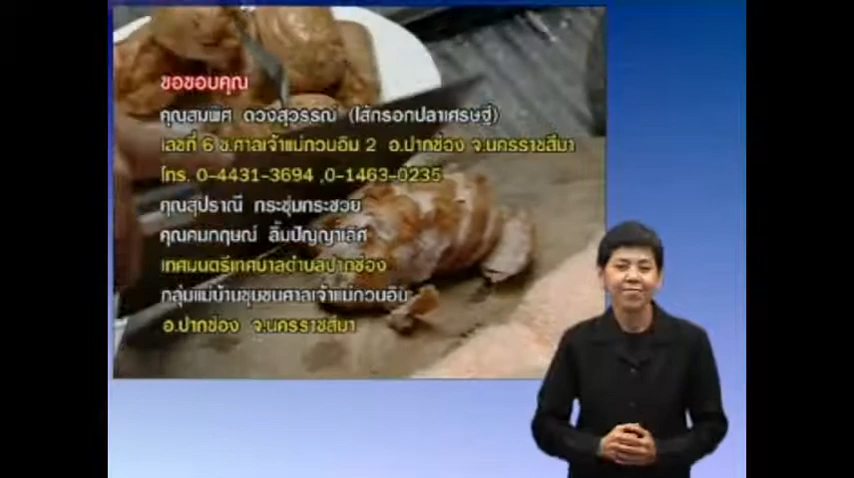 ขอขอบคุณ
คุณสมพิศ ดวงสุวรรณ์ (ไส้กรอกปลาเศรษฐี)
เลขที่ 6 ซ.ศาลเจ้าแม่กวนอิม 2 อ.ปากช่อง จ.นครราชสีมา
โทร. 0-4431-3694 ,0-1463-0235
คุณสุปราณี กระชุ่มกระชวย
คุณคมกฤษณ์ ลิ้มปัญญาเลิศ
เทศมนตรีเทศบาลตำบลปากช่อง
กลุ่มแม่บ้านชุมชนศาลเจ้าแม่กวนอิม
อ.ปากช่อง จ.นครราชสีมา